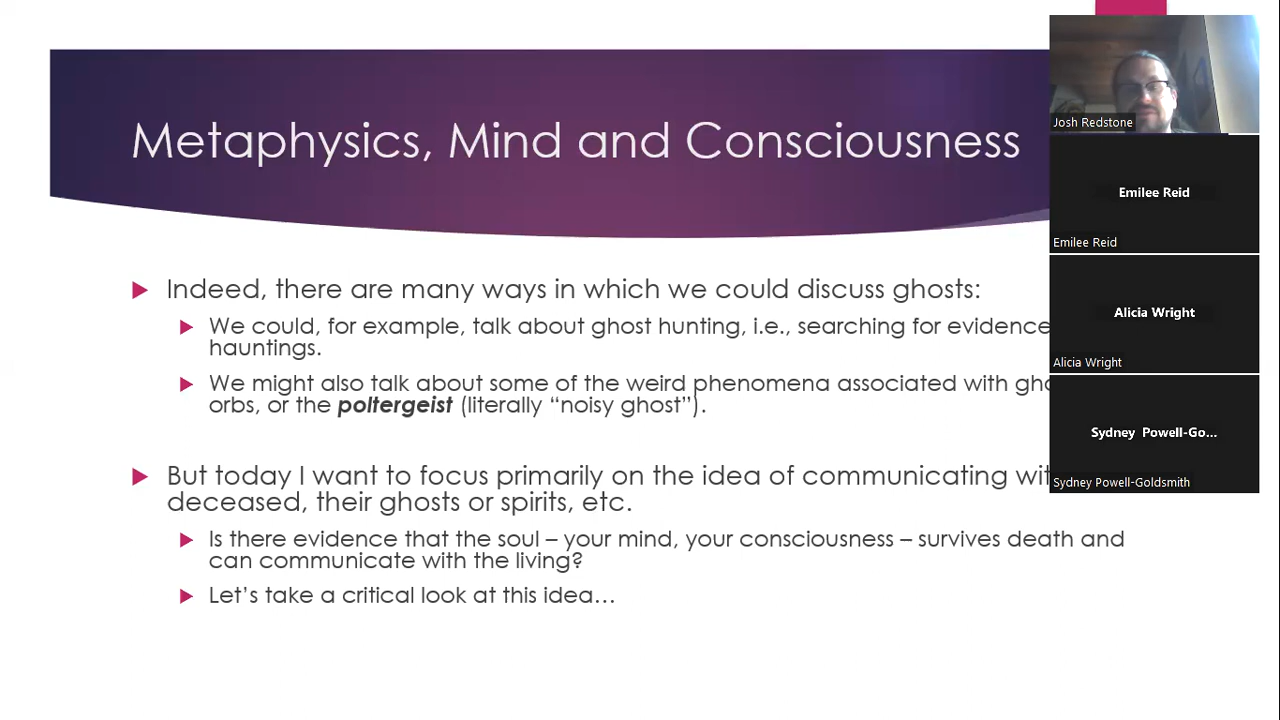 Metaphysics, Mind and Consciousness
Indeed, there are many ways in which we could discuss ghosts:
We could, for example, talk about ghost hunting, i.e., searching for evidence
hauntings.
We might also talk about some of the weird phenomena associated with
orbs, or the poltergeist (literally “noisy ghost”).
But today I want to focus primarily on the idea of communicating
deceased, their ghosts or spirits, etc.
Is there evidence that the soul – your mind, your consciousness – survives death and
can communicate with the living?
Let’s take a critical look at this idea…
Josh Redstone
Emilee Reid
Emilee Reid
Alicia Wright
Alicia Wright
Sydney Powell-Go...
Sydney Powell-Goldsmith